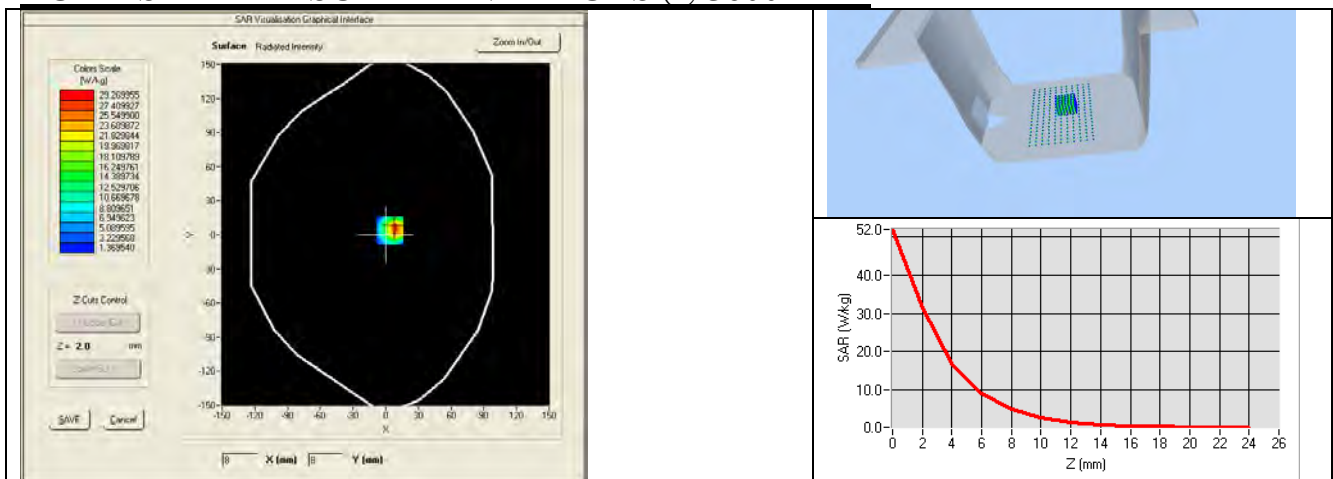 SAR Visualisation Graphical Interface
Surface Radiated Intensity
Zoom In/Out
Colors Scale
(W/kg)
29.269955
27.409927
25.549900
23.689872
21.829844
19.969817
18.109789
16.249761
14.389734
12.529706
10.669678
8.809651
6.949623
5.089595
3.229568
1.369540
Z Cuts Control
Z = 2.0 mm
SAVE Cancel
150-
120-
90-
60-
30-
0-
-30-
-60-
-90-
-120-
-150-
Y
-150 -120 -90 -60 -30 0 30 60 90 120 150
X
8 X (mm) 8 Y (mm)
52.0-
40.0-
30.0-
20.0-
10.0-
0.0-
SAR (W/kg)
0 2 4 6 8 10 12 14 16 18 20 22 24 26
Z (mm)